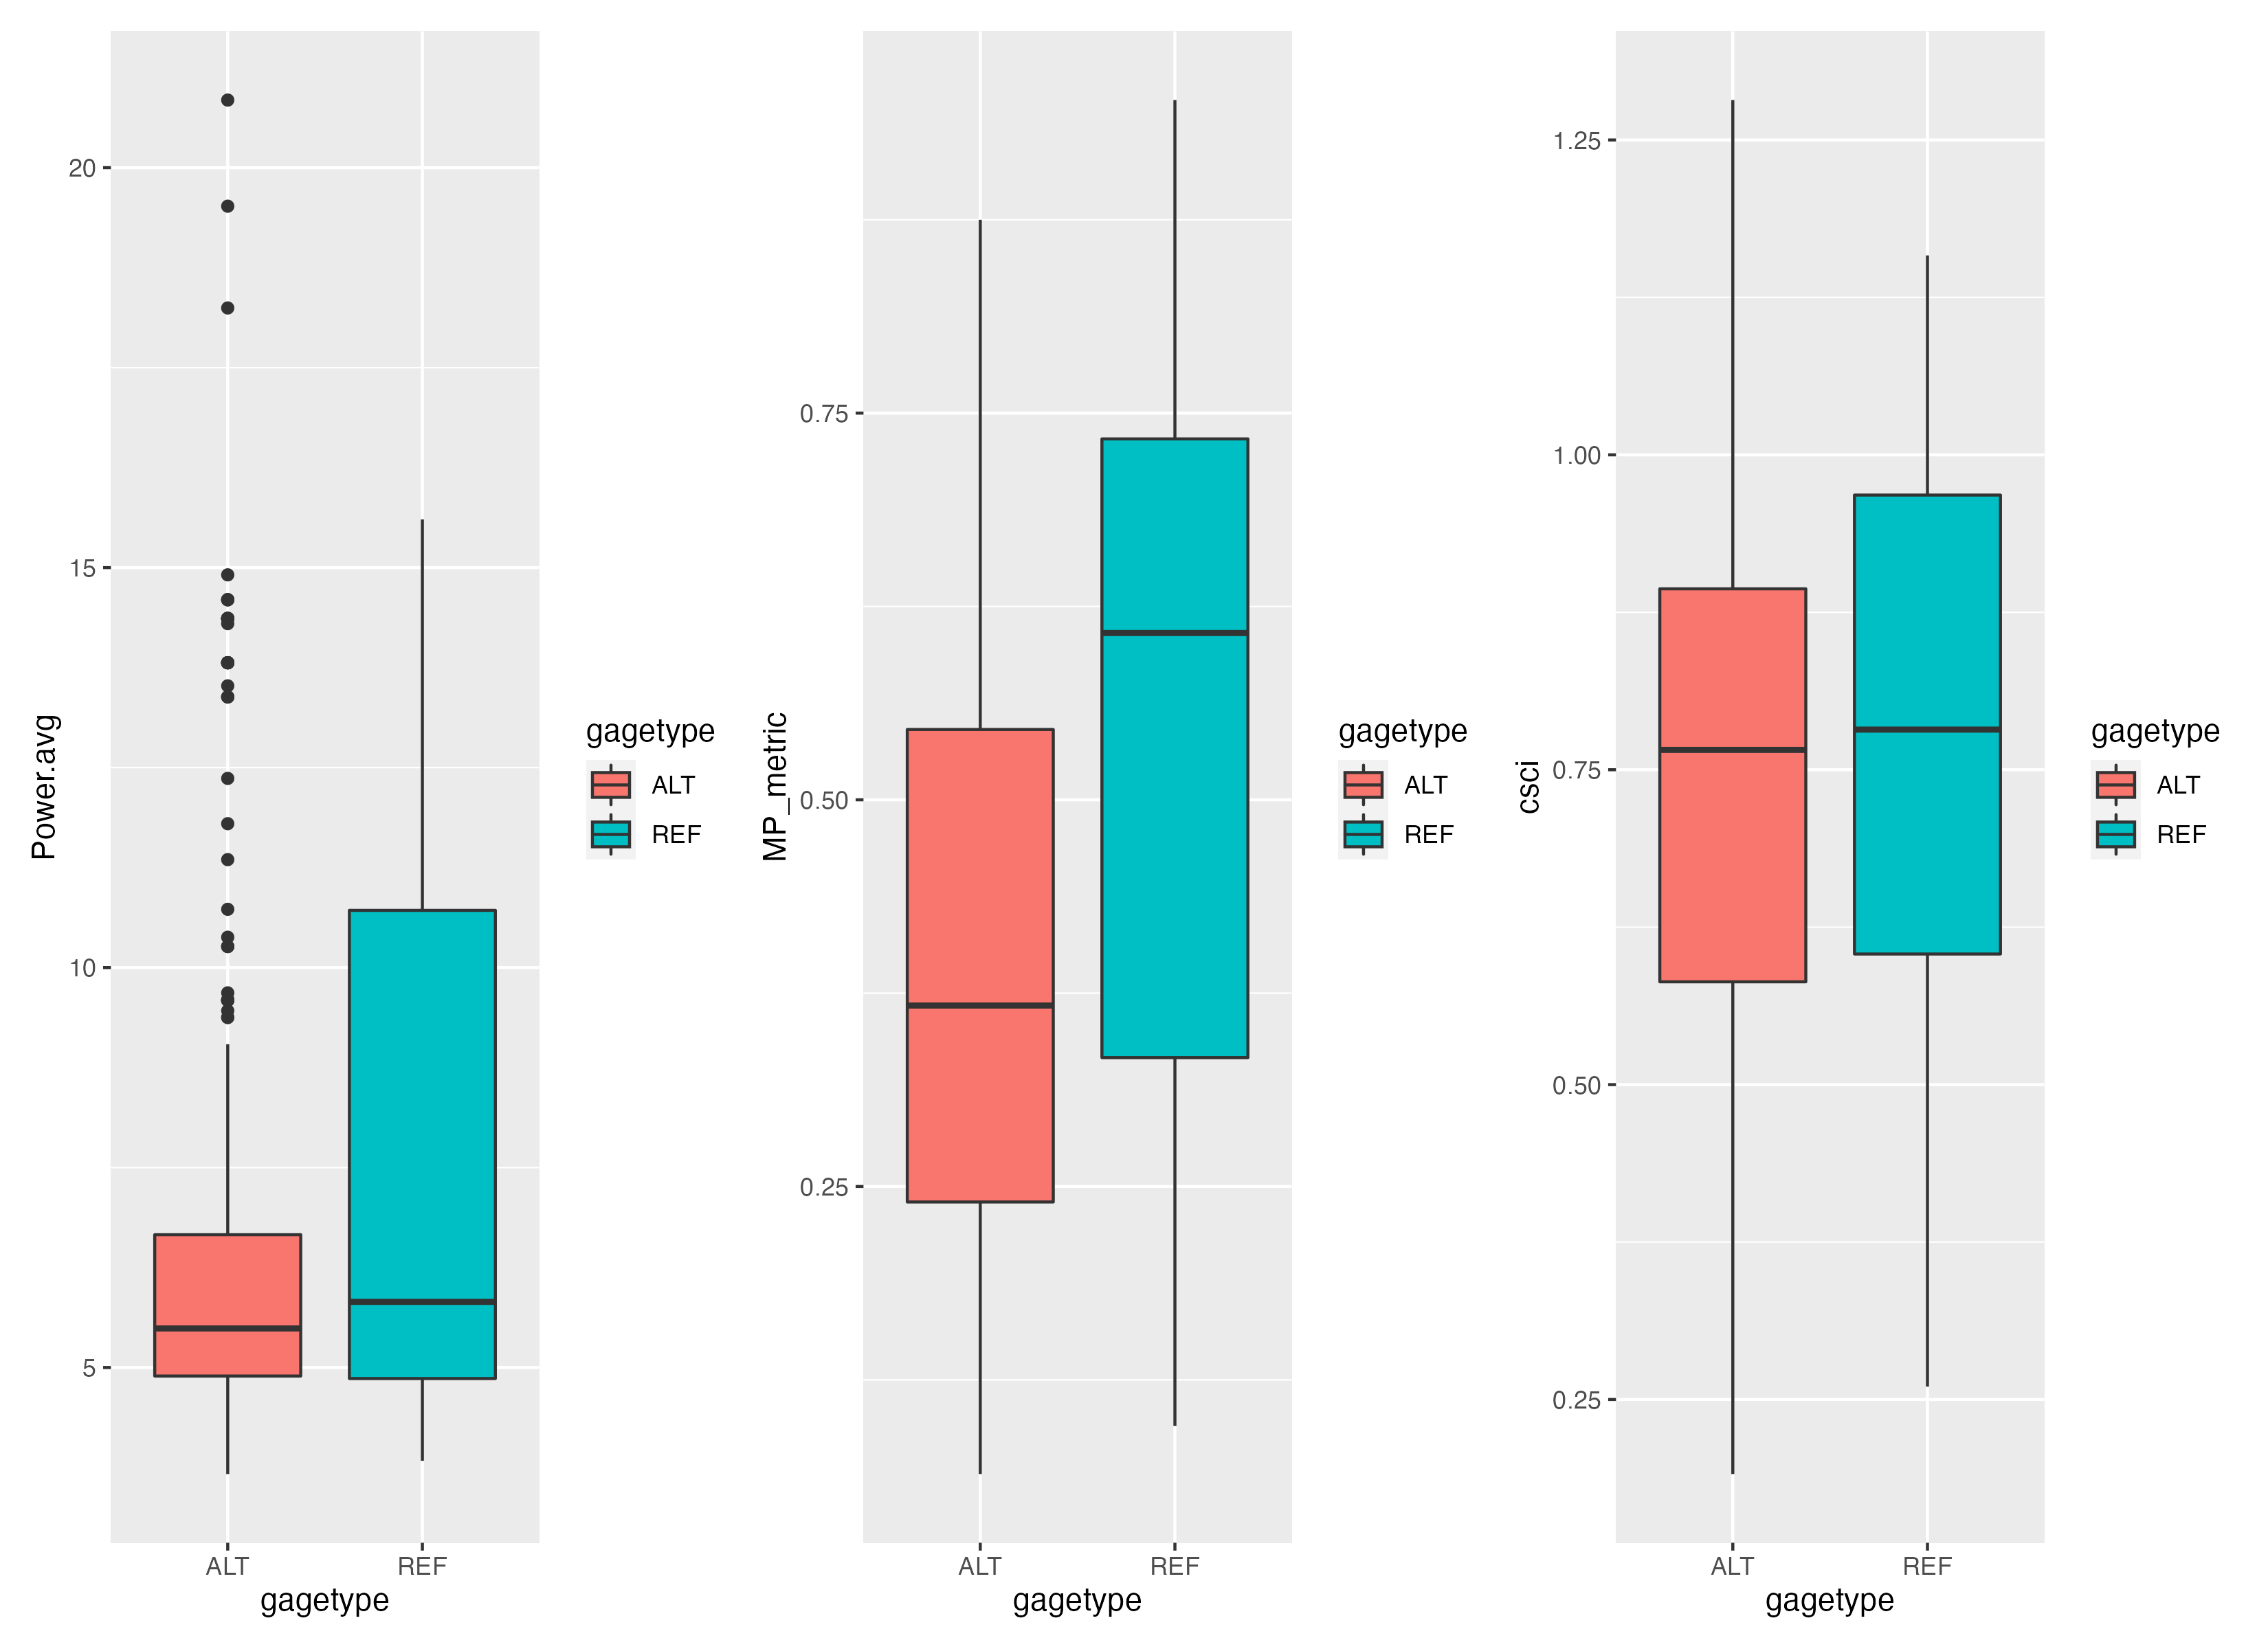 Power.avg
20
15
10
5
ALT REF
gagetype
gagetype
ALT
REF
MP_metric
0.75
0.50
0.25
ALT REF
gagetype
gagetype
ALT
REF
csci
1.25
1.00
0.75
0.50
0.25
ALT REF
gagetype
gagetype
ALT
REF